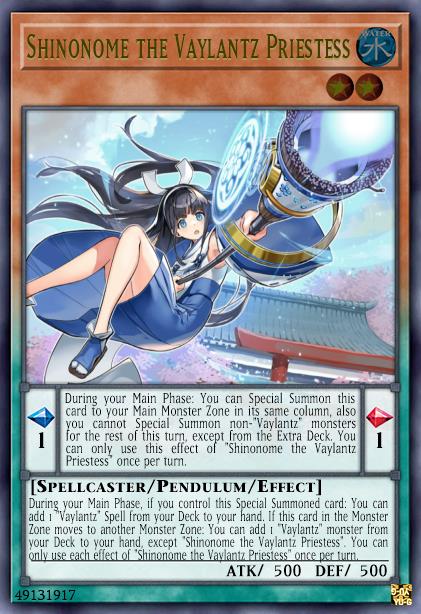 Shinonome the Vaylantz Priestess
WATER
水
During your Main Phase: You can Special Summon this
card to your Main Monster Zone in its same column, also
you cannot Special Summon non-"Vaylantz" monsters
for the rest of this turn, except from the Extra Deck. You
can only use this effect of "Shinonome the Vaylantz
Priestess" once per turn.
1
1
[Spellcaster/Pendulum/Effect]
During your Main Phase, if you control this Special Summoned card: You can
add 1 "Vaylantz" Spell from your Deck to your hand. If this card in the Monster
Zone moves to another Monster Zone: You can add 1 "Vaylantz" monster from
your Deck to your hand, except "Shinonome the Vaylantz Priestess". You can
only use each effect of "Shinonome the Vaylantz Priestess" once per turn.
ATK/ 500 DEF/ 500
49131917